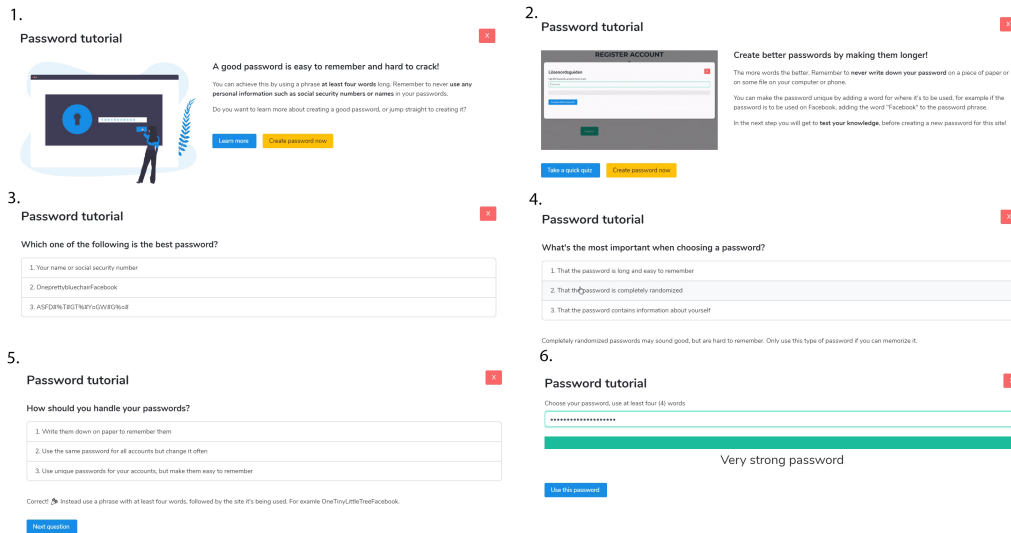 1.
Password tutorial
X
A good password is easy to remember and hard to crack!
You can achieve this by using a phrase at least four words long. Remember to never use any
personal information such as social security numbers or names in your passwords.
Do you want to learn more about creating a good password, or jump straight to creating it?
Learn more
Create password now
2.
Password tutorial
X
REGISTER ACCOUNT
Lösenordsguiden
Create better passwords by making them longer!
The more words the better. Remember to never write down your password on a piece of paper or
on some file on your computer or phone.
You can make the password unique by adding a word for where it's to be used, for example if the
password is to be used on Facebook, adding the word "Facebook" to the password phrase.
In the next step you will get to test your knowledge, before creating a new password for this site!
Take a quick quiz
Create password now
3.
Password tutorial
X
Which one of the following is the best password?
1. Your name or social security number
2. OneprettybluechairFacebook
3. ASFD#%T#GT%#Y¤GW#G%¤#
4.
Password tutorial
X
What's the most important when choosing a password?
1. That the password is long and easy to remember
2. That the password is completely randomized
3. That the password contains information about yourself
Completely randomized passwords may sound good, but are hard to remember. Only use this type of password if you can memorize it.
5.
Password tutorial
X
How should you handle your passwords?
1. Write them down on paper to remember them
2. Use the same password for all accounts but change it often
3. Use unique passwords for your accounts, but make them easy to remember
Correct! Instead use a phrase with at least four words, followed by the site it's being used. For examle OneTinyLittleTreeFacebook.
Next question
6.
Password tutorial
Choose your password, use at least four (4) words
Very strong password
Use this password